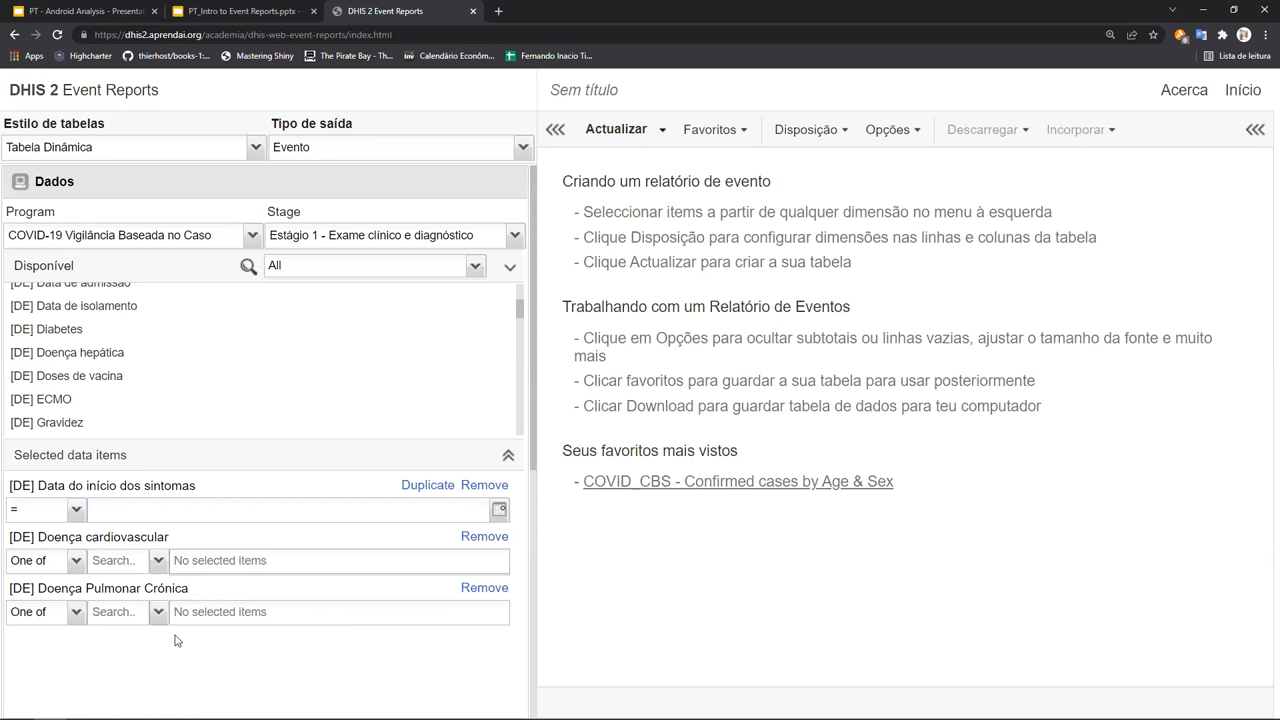 PT - Android Analysis - Presenta
PT_Intro to Event Reports.pptx -
DHIS 2 Event Reports
https://dhis2.aprendai.org/academia/dhis-web-event-reports/index.html
Apps
Highcharter
thierhost/books-1:...
Mastering Shiny
The Pirate Bay - Th...
Calendário Econôm...
Fernando Inacio Ti...
Lista de leitura
DHIS 2 Event Reports
Sem título
Acerca
Início
Estilo de tabelas
Tipo de saída
Tabela Dinâmica
Evento
Actualizar
Favoritos
Disposição
Opções
Descarregar
Incorporar
Dados
Program
Stage
COVID-19 Vigilância Baseada no Caso
Estágio 1 - Exame clínico e diagnóstico
Disponível
All
[DE] Data de admissão
[DE] Data de isolamento
[DE] Diabetes
[DE] Doença hepática
[DE] Doses de vacina
[DE] ECMO
[DE] Gravidez
Selected data items
[DE] Data do início dos sintomas
Duplicate Remove
=
[DE] Doença cardiovascular
Remove
One of
Search..
No selected items
[DE] Doença Pulmonar Crónica
Remove
One of
Search..
No selected items
Criando um relatório de evento
- Seleccionar items a partir de qualquer dimensão no menu à esquerda
- Clique Disposição para configurar dimensões nas linhas e colunas da tabela
- Clique Actualizar para criar a sua tabela
Trabalhando com um Relatório de Eventos
- Clique em Opções para ocultar subtotais ou linhas vazias, ajustar o tamanho da fonte e muito
mais
- Clicar favoritos para guardar a sua tabela para usar posteriormente
- Clicar Download para guardar tabela de dados para teu computador
Seus favoritos mais vistos
- COVID_CBS - Confirmed cases by Age & Sex